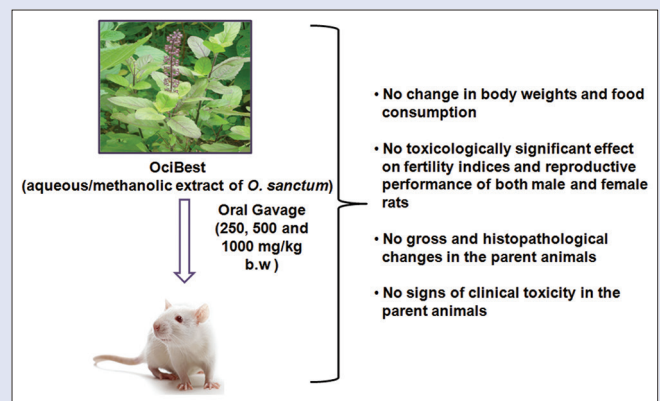 OciBest
(aqueous/methanolic extract of O. sanctum)
Oral Gavage
(250, 500 and
1000 mg/kg
b.w )
• No change in body weights and food
consumption
• No toxicologically significant effect
on fertility indices and reproductive
performance of both male and female
rats
• No gross and histopathological
changes in the parent animals
• No signs of clinical toxicity in the
parent animals